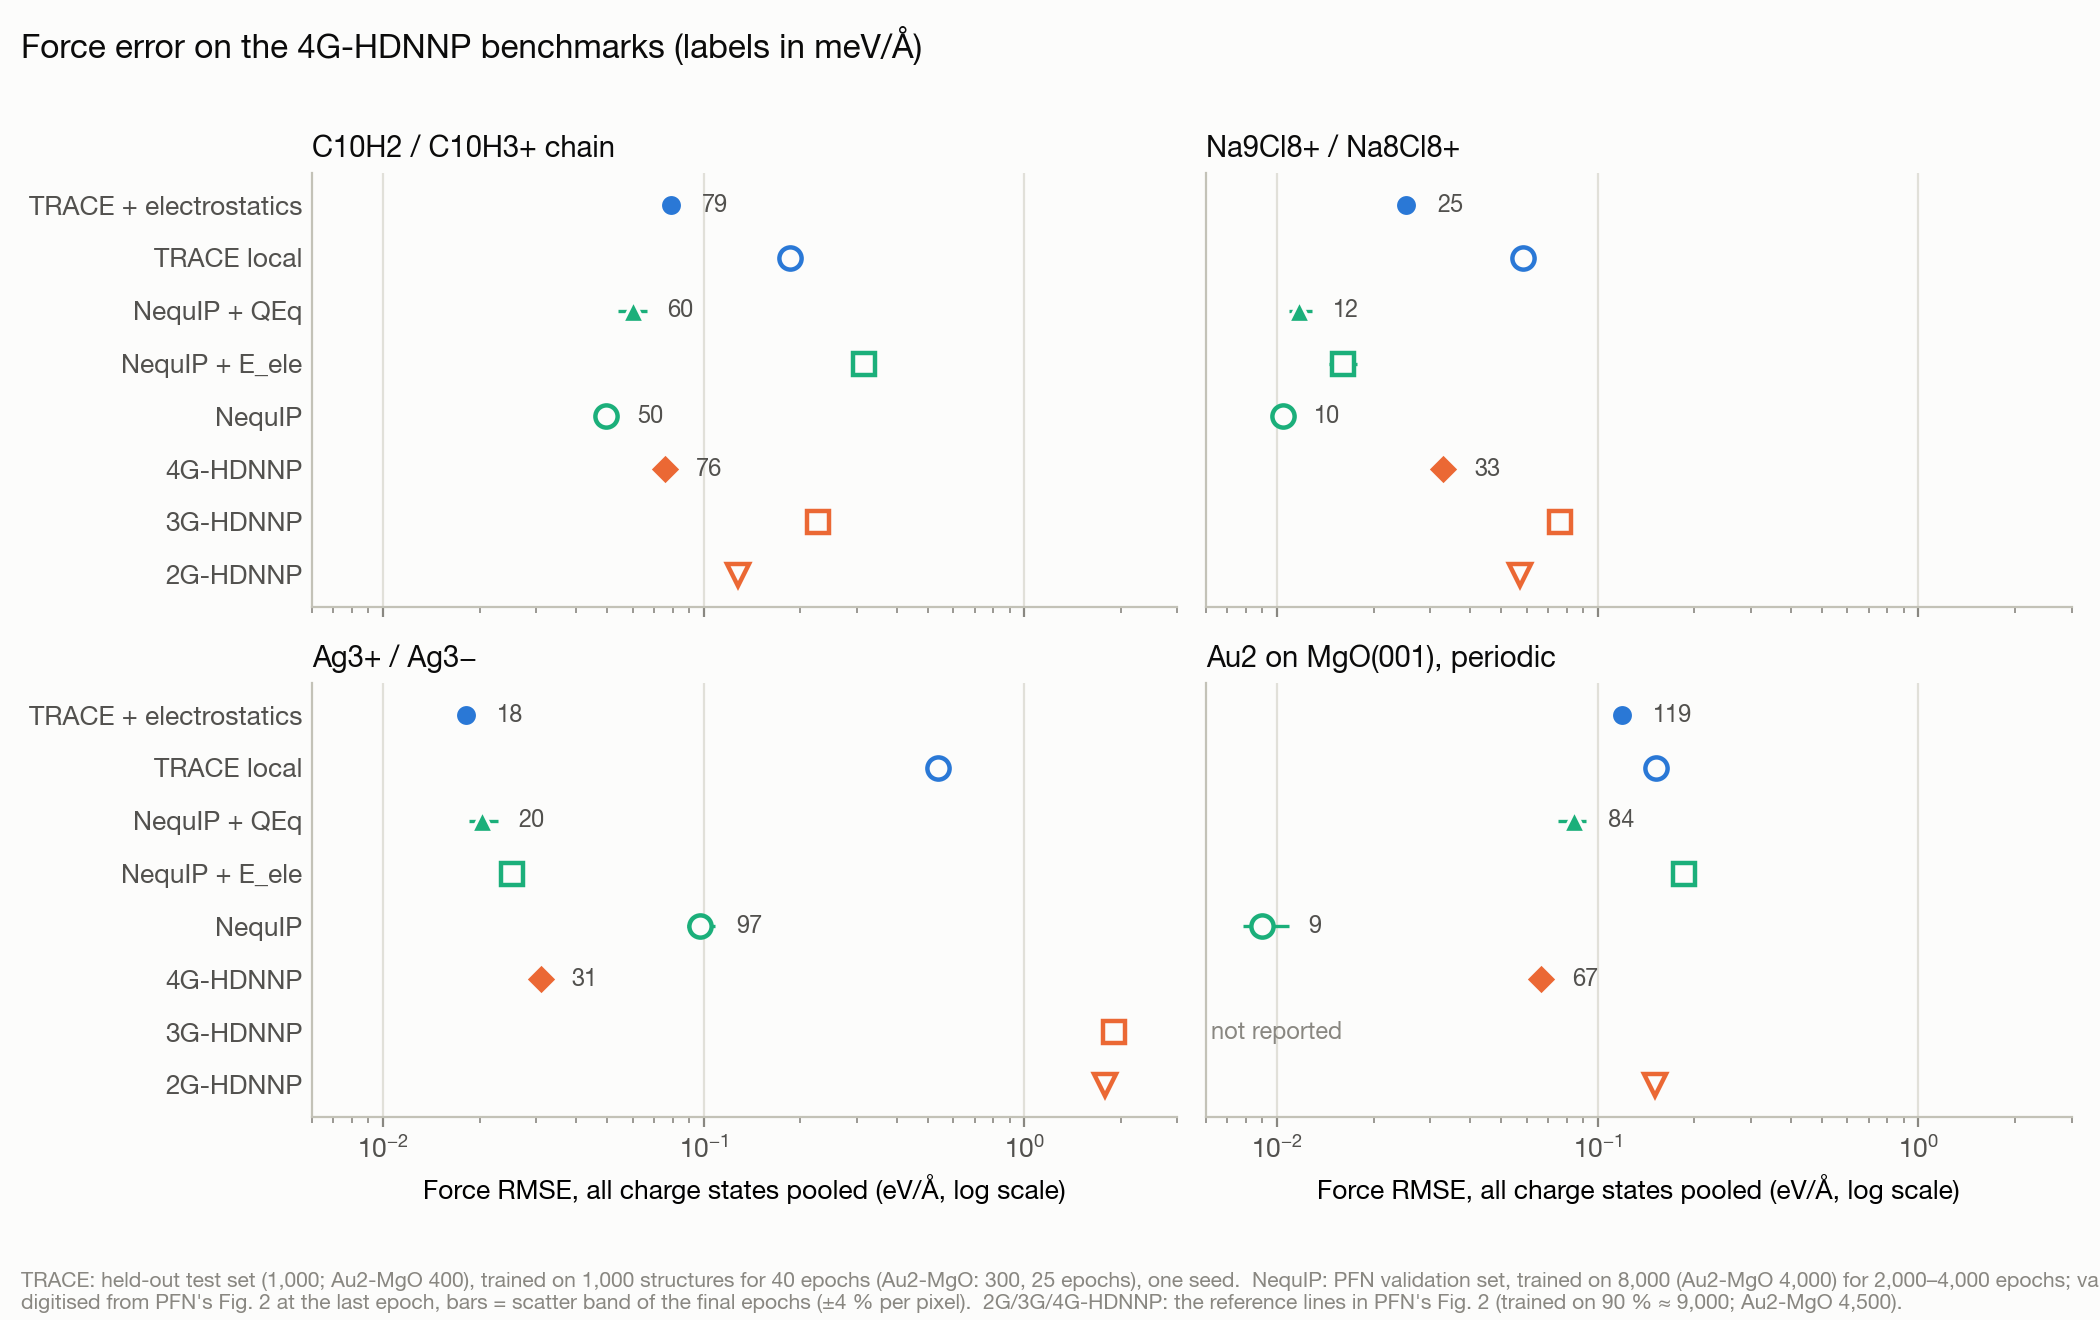 Force error on the 4G-HDNNP benchmarks (labels in meV/Å)
C10H2 / C10H3+ chain
TRACE + electrostatics
79
TRACE local
NequIP + QEq
60
NequIP + E_ele
NequIP
50
4G-HDNNP
76
3G-HDNNP
2G-HDNNP
Na9Cl8+ / Na8Cl8+
25
12
10
33
Ag3+ / Ag3−
TRACE + electrostatics
18
TRACE local
NequIP + QEq
20
NequIP + E_ele
NequIP
97
4G-HDNNP
31
3G-HDNNP
2G-HDNNP
10⁻² 10⁻¹ 10⁰
Force RMSE, all charge states pooled (eV/Å, log scale)
Au2 on MgO(001), periodic
119
84
9
67
not reported
10⁻² 10⁻¹ 10⁰
Force RMSE, all charge states pooled (eV/Å, log scale)
TRACE: held-out test set (1,000; Au2-MgO 400), trained on 1,000 structures for 40 epochs (Au2-MgO: 300, 25 epochs), one seed.  NequIP: PFN validation set, trained on 8,000 (Au2-MgO 4,000) for 2,000–4,000 epochs; va
digitised from PFN's Fig. 2 at the last epoch, bars = scatter band of the final epochs (±4 % per pixel).  2G/3G/4G-HDNNP: the reference lines in PFN's Fig. 2 (trained on 90 % ≈ 9,000; Au2-MgO 4,500).